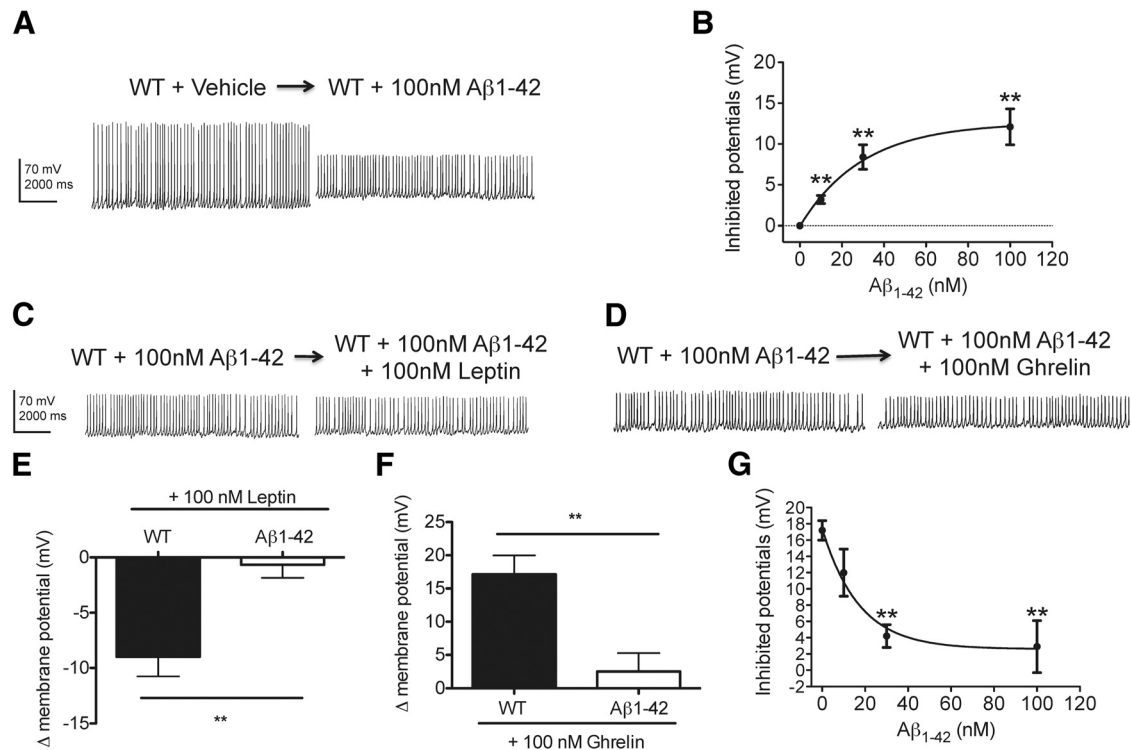 A
WT + Vehicle → WT + 100nM Aβ1-42
70 mV
2000 ms
B
Inhibited potentials (mV)
20
15
10
5
0
**
**
**
0 20 40 60 80 100 120
Aβ1-42 (nM)
C
WT + 100nM Aβ1-42 → WT + 100nM Aβ1-42
+ 100nM Leptin
70 mV
2000 ms
D
WT + 100nM Aβ1-42 → WT + 100nM Aβ1-42
+ 100nM Ghrelin
E
+ 100 nM Leptin
WT Aβ1-42
Δ membrane potential (mV)
0
-5
-10
-15
**
F
Δ membrane potential (mV)
25
20
15
10
5
0
**
WT Aβ1-42
+ 100 nM Ghrelin
G
Inhibited potentials (mV)
20
18
16
14
12
10
8
6
4
2
0
-2
**
**
0 20 40 60 80 100 120
Aβ1-42 (nM)